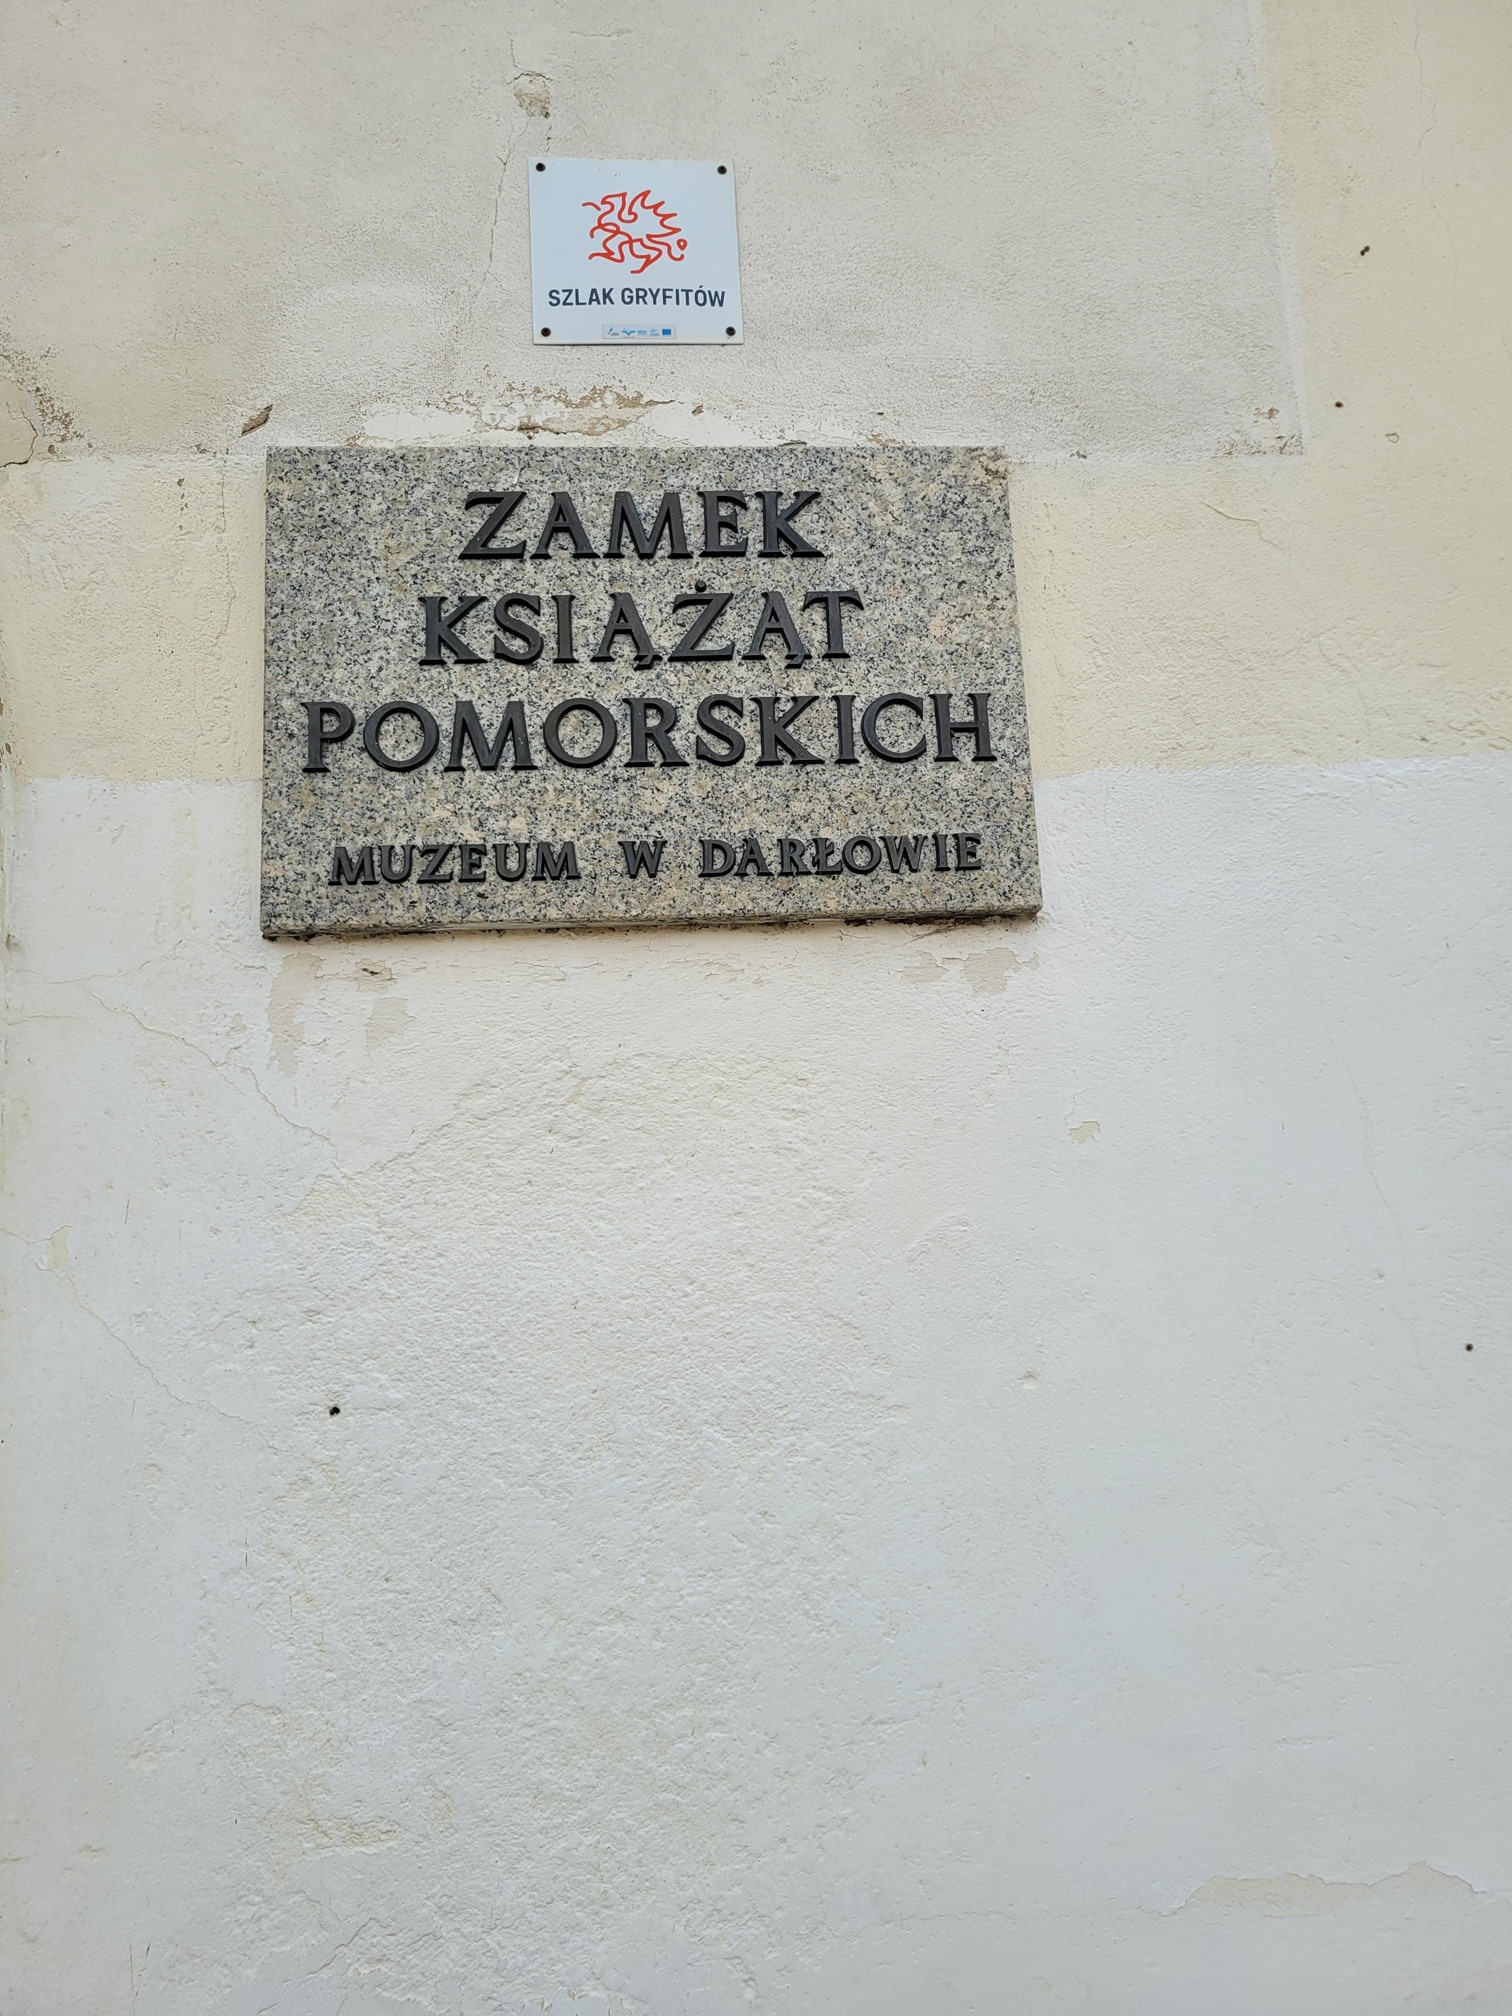 SZLAK GRYFITÓW
ZAMEK
KSIĄŻĄT
POMORSKICH
MUZEUM W DARŁOWIE